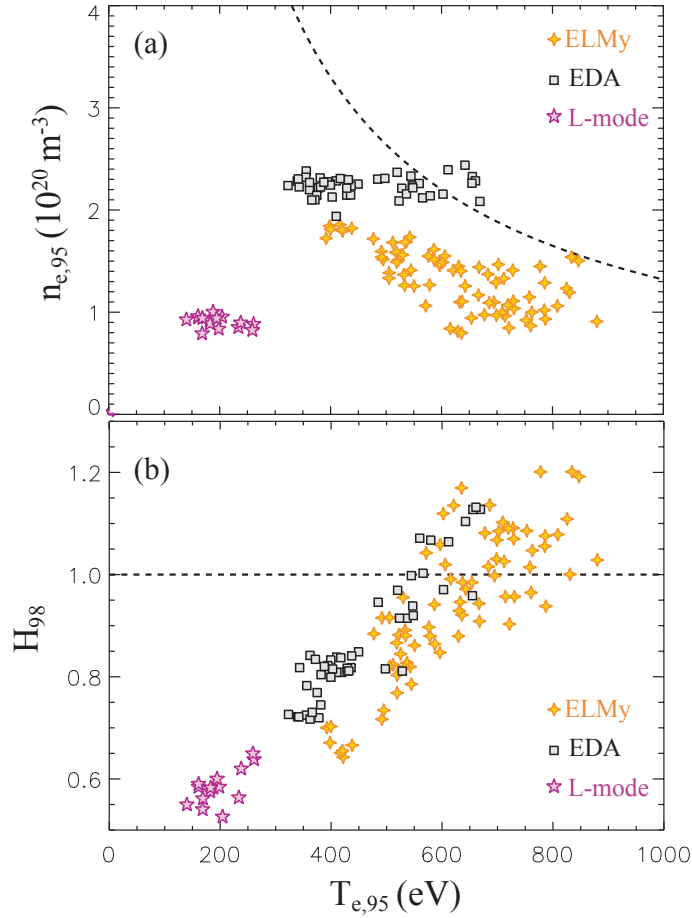 4
(a)
ELMy
EDA
L-mode
3
2
1
0
n_e,95 (10^20 m^-3)
(b)
1.2
1.0
0.8
0.6
H_98
ELMy
EDA
L-mode
0 200 400 600 800 1000
T_e,95 (eV)